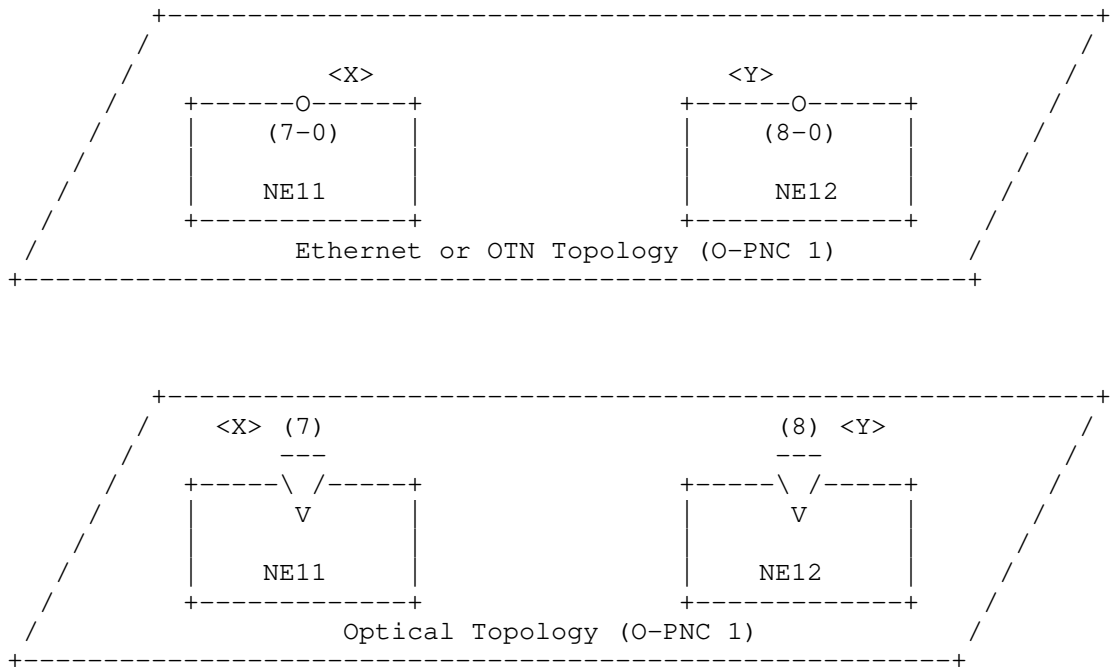 <X> <Y>
(7-0) (8-0)
NE11 NE12
Ethernet or OTN Topology (O-PNC 1)
<X> (7) (8) <Y>
V V
NE11 NE12
Optical Topology (O-PNC 1)